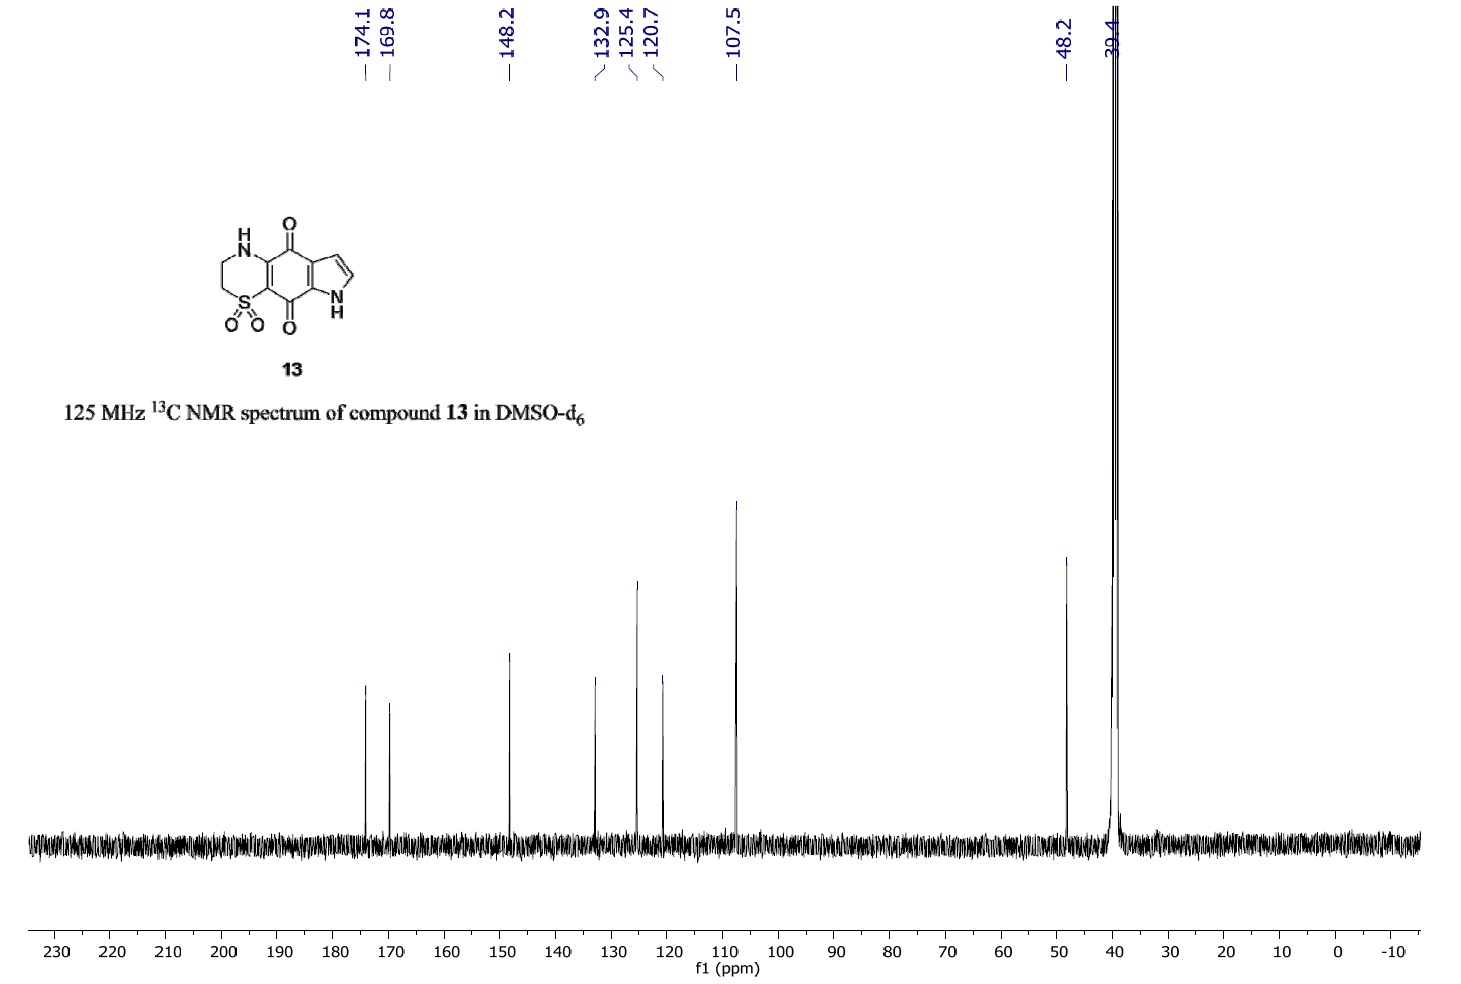 174.1
169.8
148.2
132.9
125.4
120.7
107.5
48.2
39.4
O
H
N
S
N
H
O O O
13
125 MHz 13C NMR spectrum of compound 13 in DMSO-d6
230 220 210 200 190 180 170 160 150 140 130 120 110 100 90 80 70 60 50 40 30 20 10 0 -10
f1 (ppm)